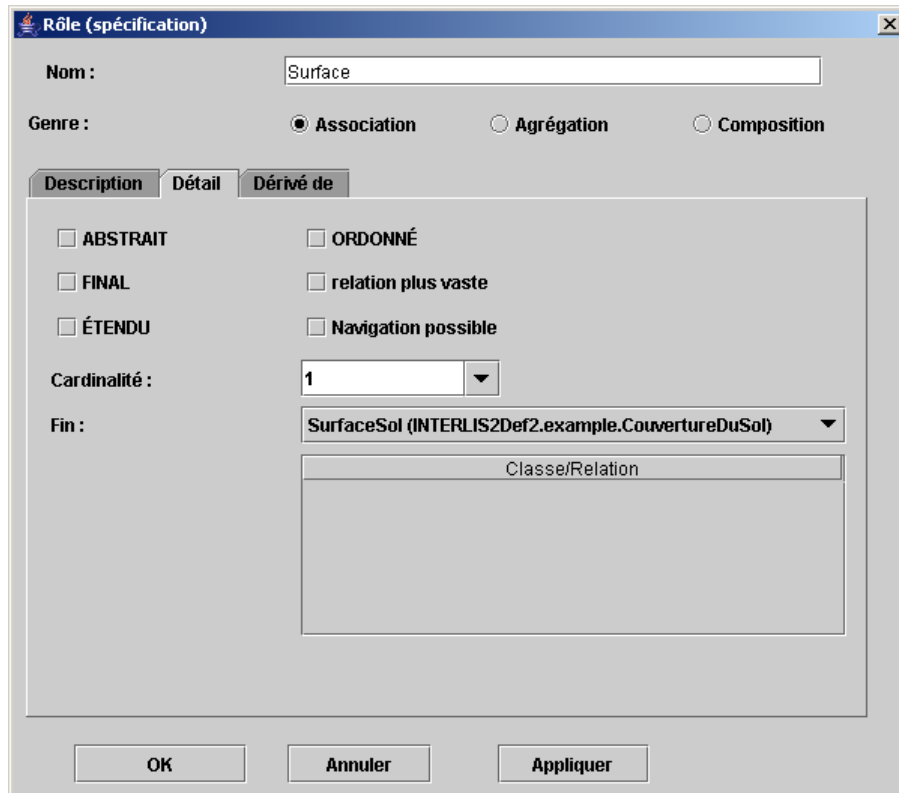 Rôle (spécification)
Nom : Surface
Genre : Association Agrégation Composition
Description Détail Dérivé de
ABSTRAIT ORDONNÉ
FINAL relation plus vaste
ÉTENDU Navigation possible
Cardinalité : 1
Fin : SurfaceSol (INTERLIS2Def2.example.CouvertureDuSol)
Classe/Relation
OK Annuler Appliquer